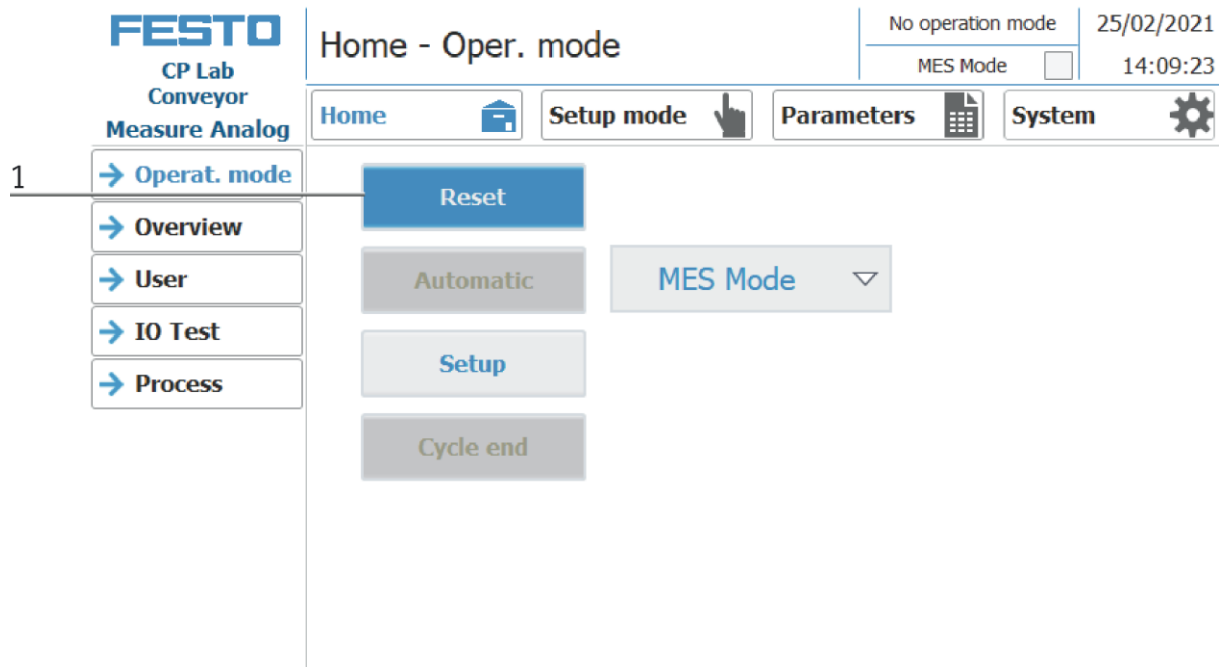 FESTO
CP Lab
Conveyor
Measure Analog
Home - Oper. mode
No operation mode
MES Mode
25/02/2021
14:09:23
Home
Setup mode
Parameters
System
1
Operat. mode
Overview
User
IO Test
Process
Reset
Automatic
MES Mode
Setup
Cycle end